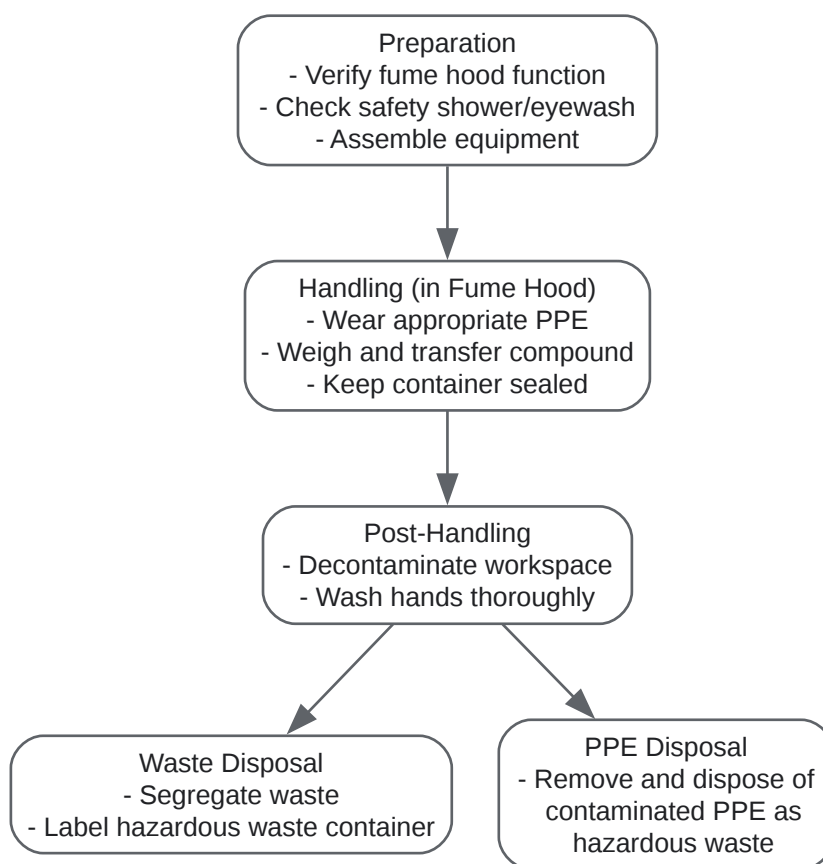 Preparation
- Verify fume hood function
- Check safety shower/eyewash
- Assemble equipment
Handling (in Fume Hood)
- Wear appropriate PPE
- Weigh and transfer compound
- Keep container sealed
Post-Handling
- Decontaminate workspace
- Wash hands thoroughly
Waste Disposal
- Segregate waste
- Label hazardous waste container
PPE Disposal
- Remove and dispose of
contaminated PPE as
hazardous waste